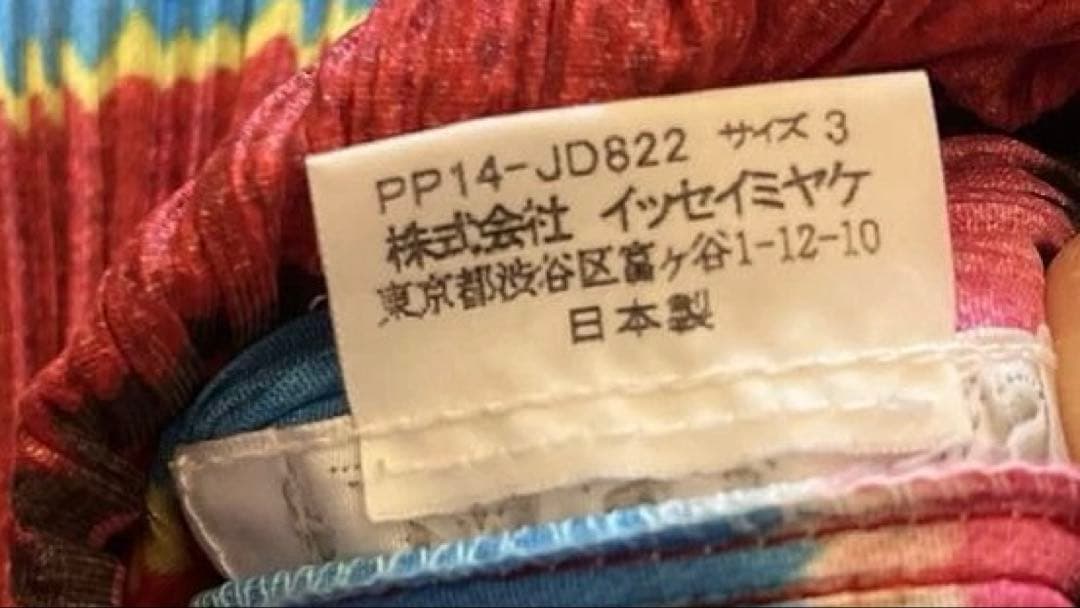 PP14-JD822 サイズ 3
株式会社 イッセイミヤケ
東京都渋谷区富ヶ谷1-12-10
日本製